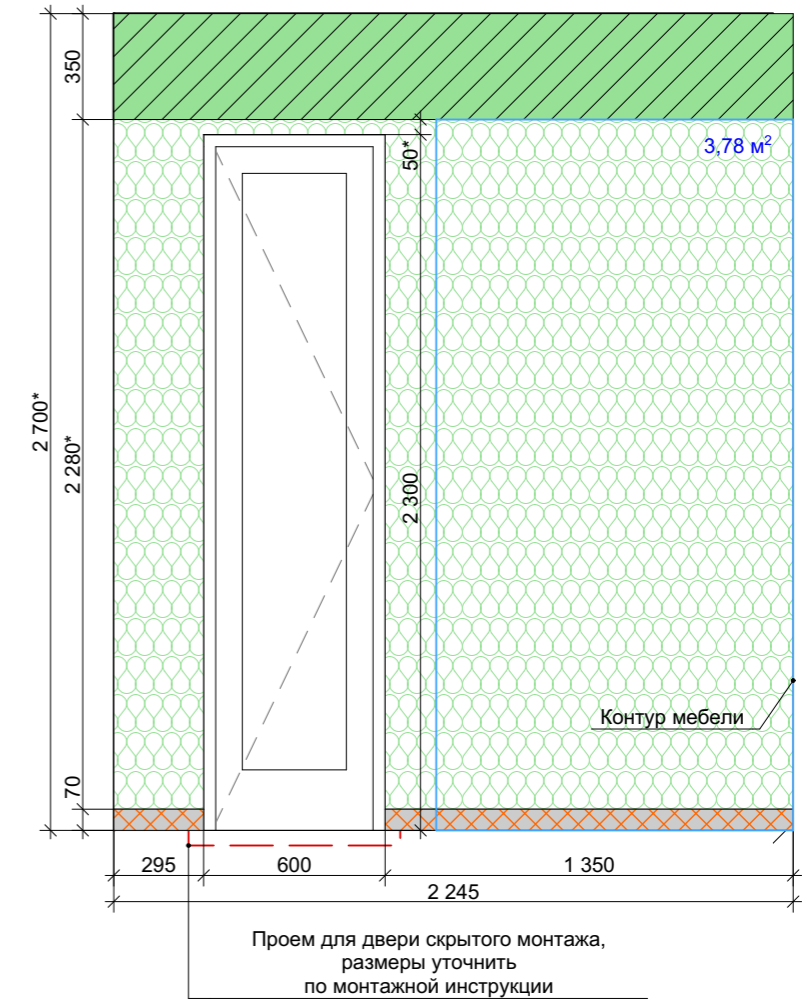 350
50*
3,78 м²
2 700*
2 280*
2 300
Контур мебели
70
295
600
1 350
2 245
Проем для двери скрытого монтажа,
размеры уточнить
по монтажной инструкции